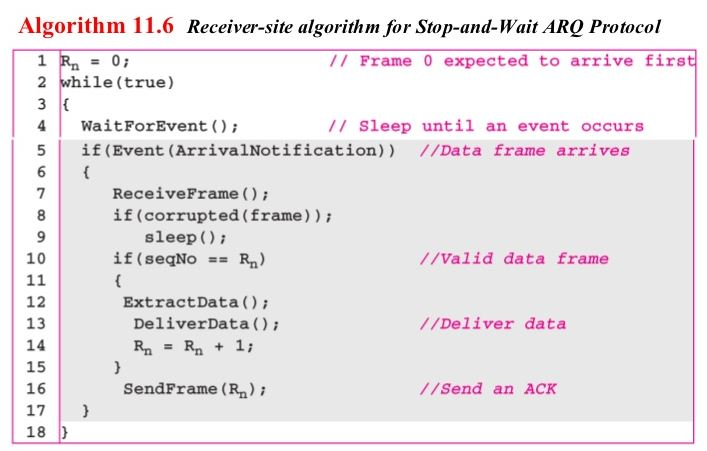 Algorithm 11.6 Receiver-site algorithm for Stop-and-Wait ARQ Protocol
1 Rn = 0; // Frame 0 expected to arrive first
2 while(true)
3 {
4 WaitForEvent(); // Sleep until an event occurs
5 if(Event(ArrivalNotification)) //Data frame arrives
6 {
7 ReceiveFrame();
8 if(corrupted(frame));
9 sleep();
10 if(seqNo == Rn) //Valid data frame
11 {
12 ExtractData();
13 DeliverData(); //Deliver data
14 Rn = Rn + 1;
15 }
16 SendFrame(Rn); //Send an ACK
17 }
18 }